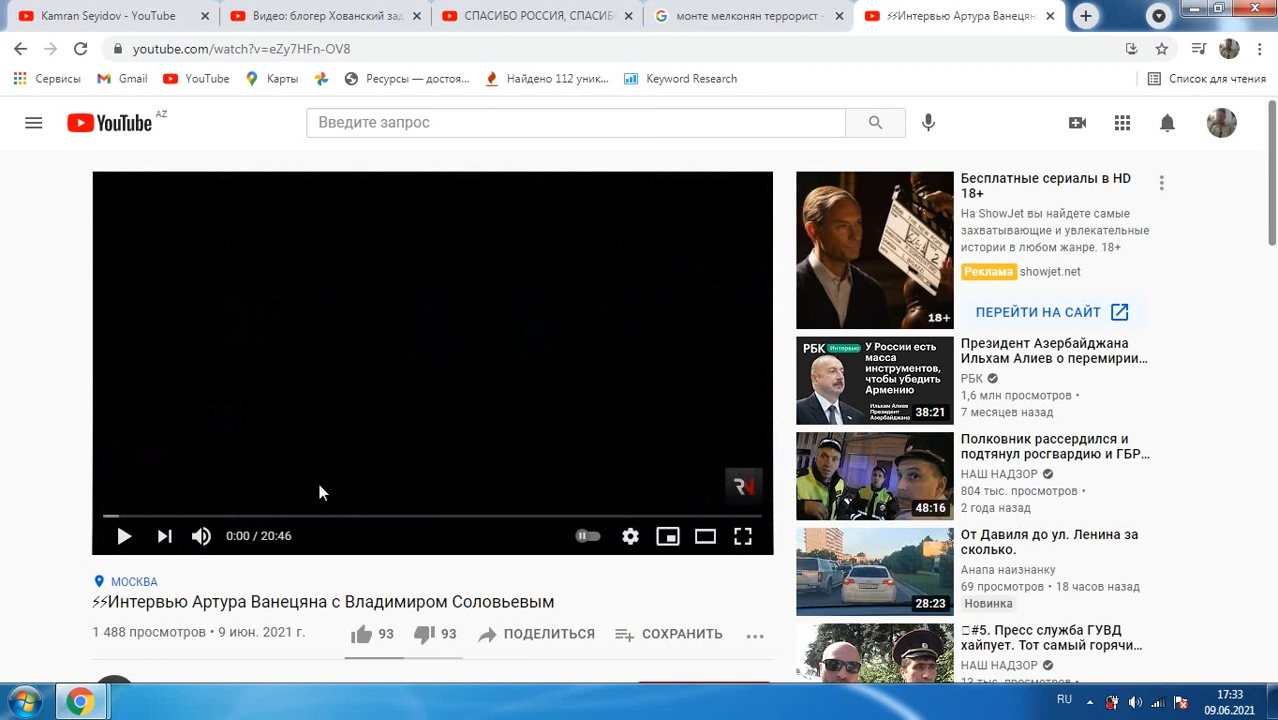 Kamran Seyidov - YouTube
Видео: блогер Хованский зад
СПАСИБО РОССИЯ. СПАСИБ
монте мелконян террорист -
⚡⚡Интервью Артура Ванецян
youtube.com/watch?v=eZy7HFn-OV8
Сервисы
Gmail
YouTube
Карты
Ресурсы — достоя...
Найдено 112 уник...
Keyword Research
Список для чтения
YouTube AZ
Введите запрос
Бесплатные сериалы в HD
18+
На ShowJet вы найдете самые
захватывающие и увлекательные
истории в любом жанре. 18+
Реклама showjet.net
18+
ПЕРЕЙТИ НА САЙТ
РБК Интервью
У России есть
масса
инструментов,
чтобы убедить
Армению
Ильхам Алиев
Президент
Азербайджана
38:21
Президент Азербайджана
Ильхам Алиев о перемирии...
РБК
1,6 млн просмотров •
7 месяцев назад
48:16
Полковник рассердился и
подтянул росгвардию и ГБР...
НАШ НАДЗОР
804 тыс. просмотров •
2 года назад
28:23
От Давиля до ул. Ленина за
сколько.
Анапа наизнанку
69 просмотров • 18 часов назад
Новинка
#5. Пресс служба ГУВД
хайпует. Тот самый горячи...
НАШ НАДЗОР
13 тыс. просмотров •
RN
0:00 / 20:46
МОСКВА
⚡⚡Интервью Артура Ванецяна с Владимиром Соловьевым
1 488 просмотров • 9 июн. 2021 г.
93
93
ПОДЕЛИТЬСЯ
СОХРАНИТЬ
RU
17:33
09.06.2021